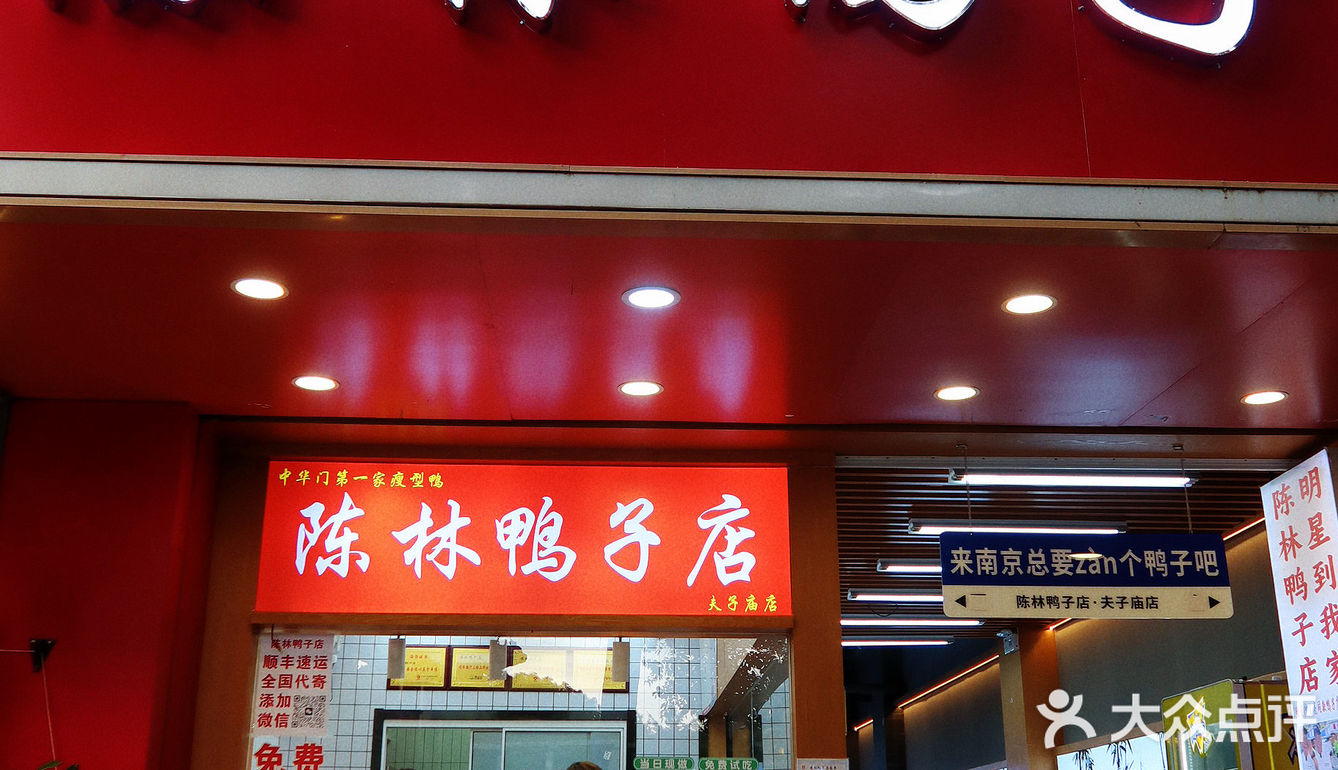 中华门第一家瘦型鸭
陈林鸭子店
夫子庙店
来南京总要zàn个鸭子吧
陈林鸭子店·夫子庙店
陈林鸭子店
顺丰速运
全国代寄
添加
微信
免费
当日现做
免费试吃
明星到我家
陈林鸭子店
大众点评